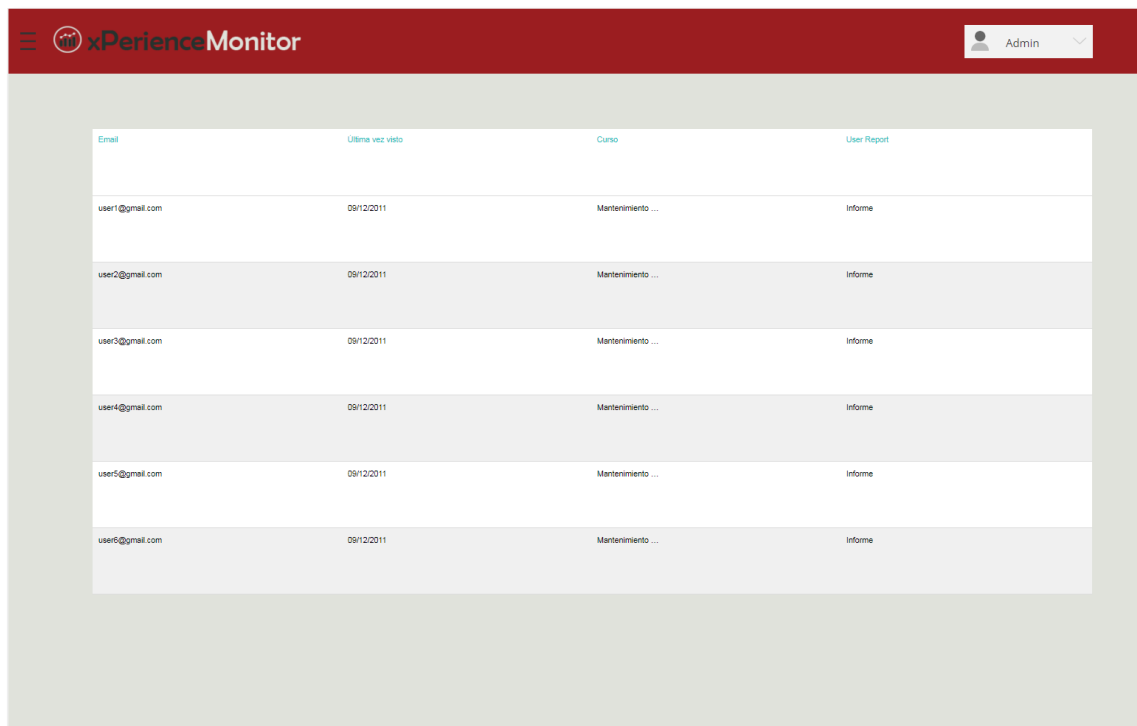 xPerienceMonitor
Admin
Email Última vez visto Curso User Report
user1@gmail.com 09/12/2011 Mantenimiento ... Informe
user2@gmail.com 09/12/2011 Mantenimiento ... Informe
user3@gmail.com 09/12/2011 Mantenimiento ... Informe
user4@gmail.com 09/12/2011 Mantenimiento ... Informe
user5@gmail.com 09/12/2011 Mantenimiento ... Informe
user6@gmail.com 09/12/2011 Mantenimiento ... Informe